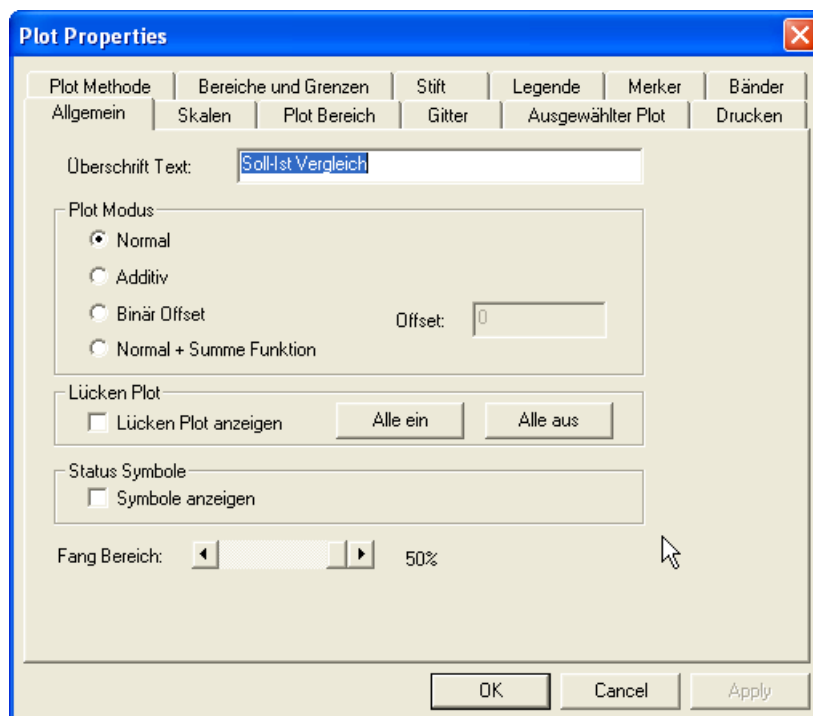 Plot Properties
Plot Methode Bereiche und Grenzen Stift Legende Merker Bänder
Allgemein Skalen Plot Bereich Gitter Ausgewählter Plot Drucken
Überschrift Text: Soll-Ist Vergleich
Plot Modus
Normal
Additiv
Binär Offset Offset: 0
Normal + Summe Funktion
Lücken Plot
Lücken Plot anzeigen Alle ein Alle aus
Status Symbole
Symbole anzeigen
Fang Bereich: 50%
OK Cancel Apply